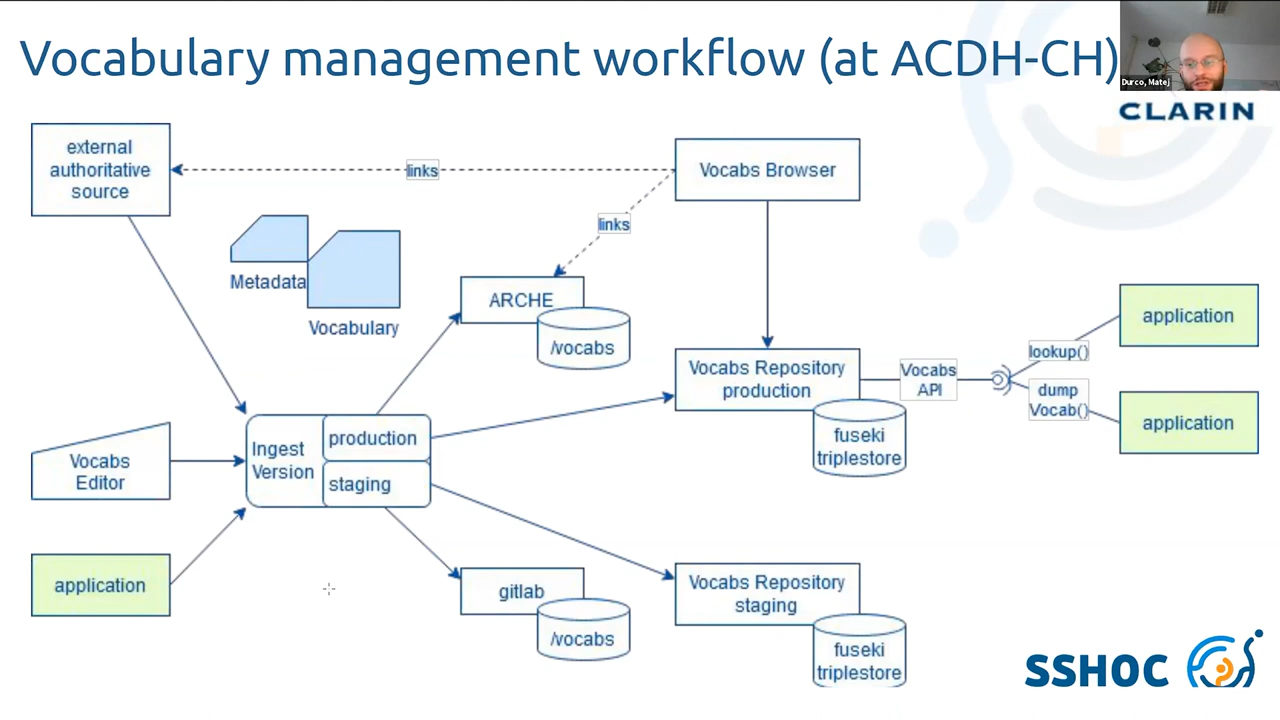 Vocabulary management workflow (at ACDH-CH)
Durco, Matej
CLARIN
external
authoritative
source
links
Vocabs Browser
links
Metadata
Vocabulary
ARCHE
/vocabs
application
lookup()
Vocabs Repository
production
Vocabs
API
dump
Vocab()
application
fuseki
triplestore
Ingest
Version
production
staging
Vocabs
Editor
application
gitlab
/vocabs
Vocabs Repository
staging
fuseki
triplestore
SSHOC